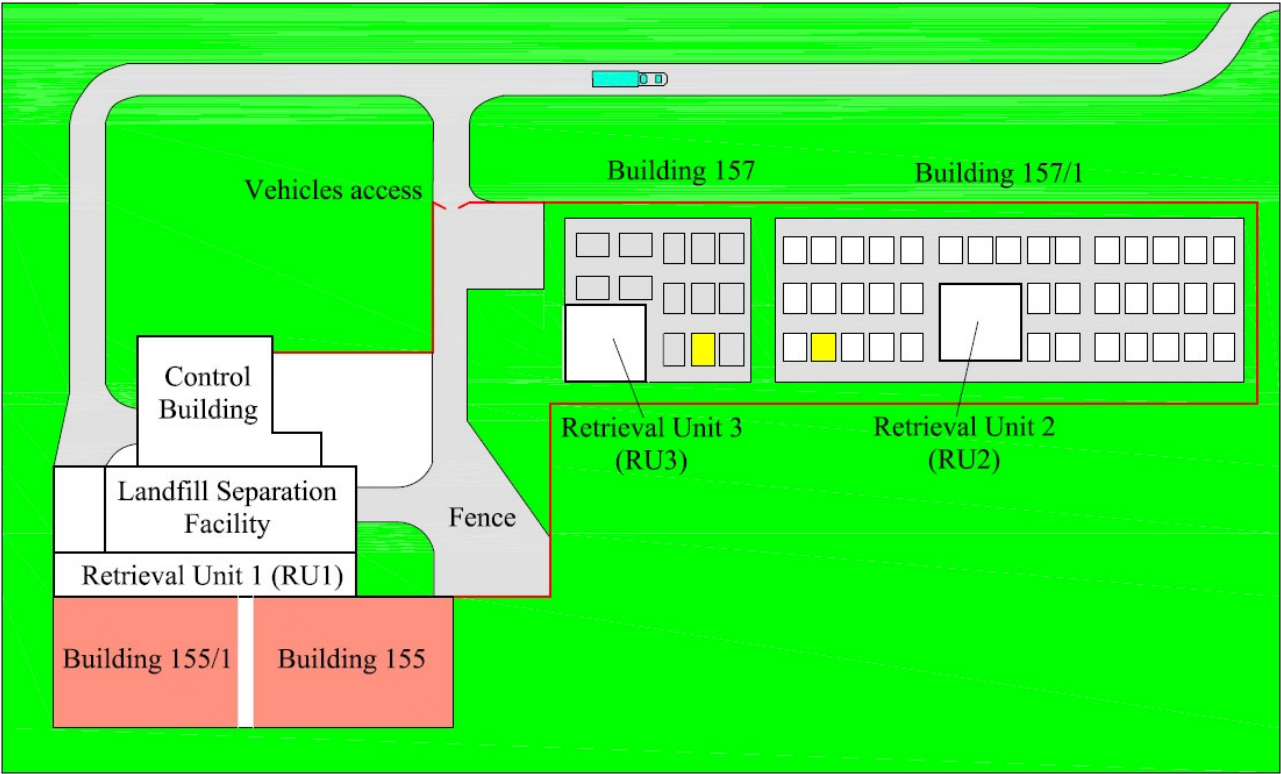 Building 157
Building 157/1
Vehicles access
Control
Building
Retrieval Unit 3
(RU3)
Retrieval Unit 2
(RU2)
Landfill Separation
Facility
Fence
Retrieval Unit 1 (RU1)
Building 155/1
Building 155